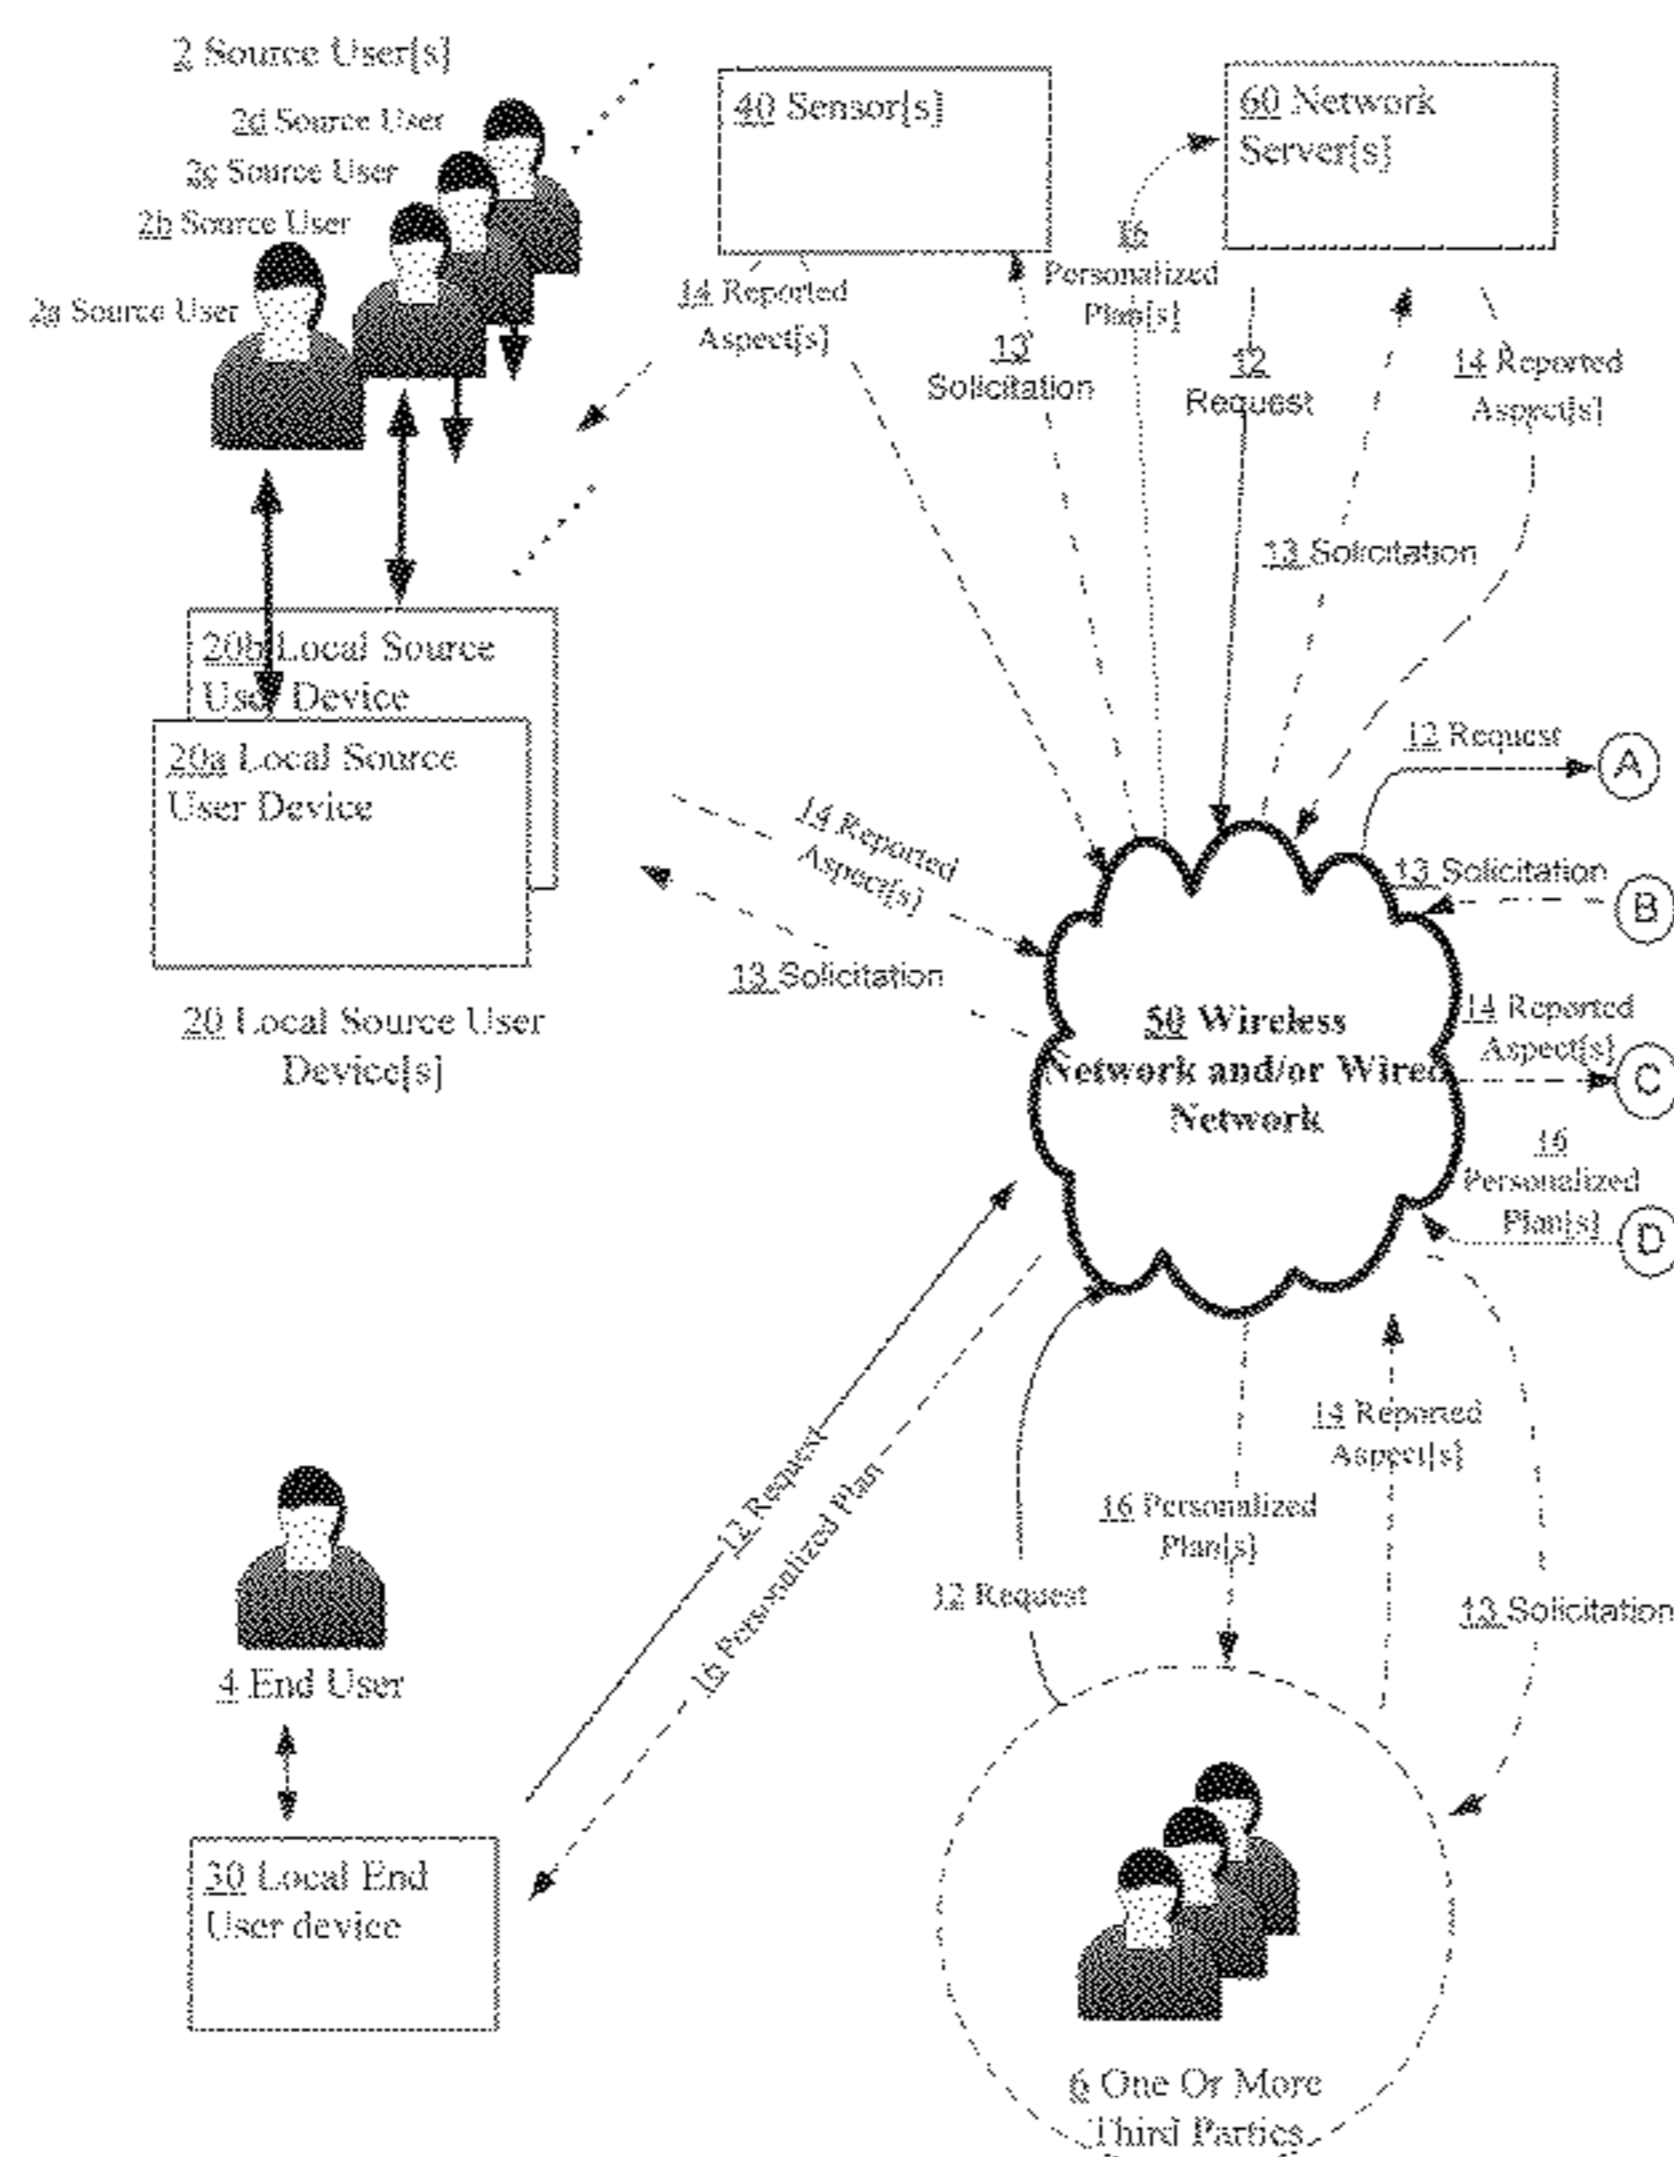 2 Source User[s]
2d Source User
2c Source User
2b Source User
2a Source User
40 Sensor[s]
60 Network
Server[s]
16
Personalized
Plan[s]
14 Reported
Aspect[s]
13
Solicitation
12
Request
14 Reported
Aspect[s]
13 Solicitation
20b Local Source
User Device
20a Local Source
User Device
20 Local Source User
Device[s]
14 Reported
Aspect[s]
13 Solicitation
12 Request
A
13 Solicitation
B
50 Wireless
Network and/or Wired
Network
14 Reported
Aspect[s]
C
16
Personalized
Plan[s]
D
12 Request
16 Personalized Plan
14 Reported
Aspect[s]
16 Personalized
Plan[s]
12 Request
13 Solicitation
4 End User
30 Local End
User device
6 One Or More
Third Parties